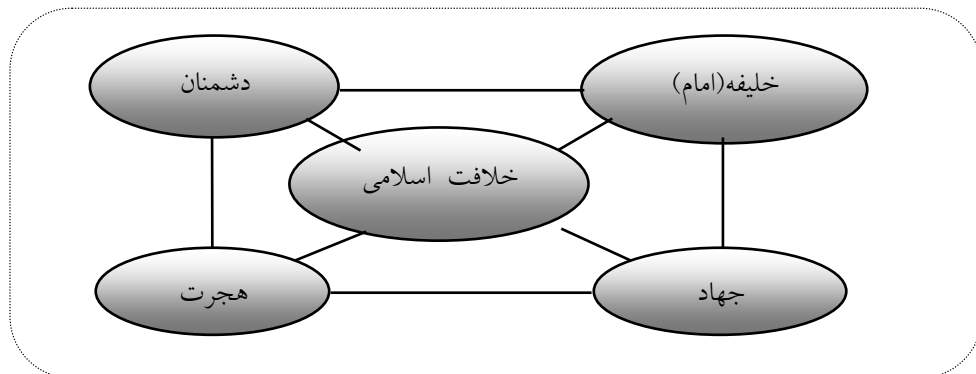 خلیفه(امام)
دشمنان
خلافت اسلامی
جهاد
هجرت